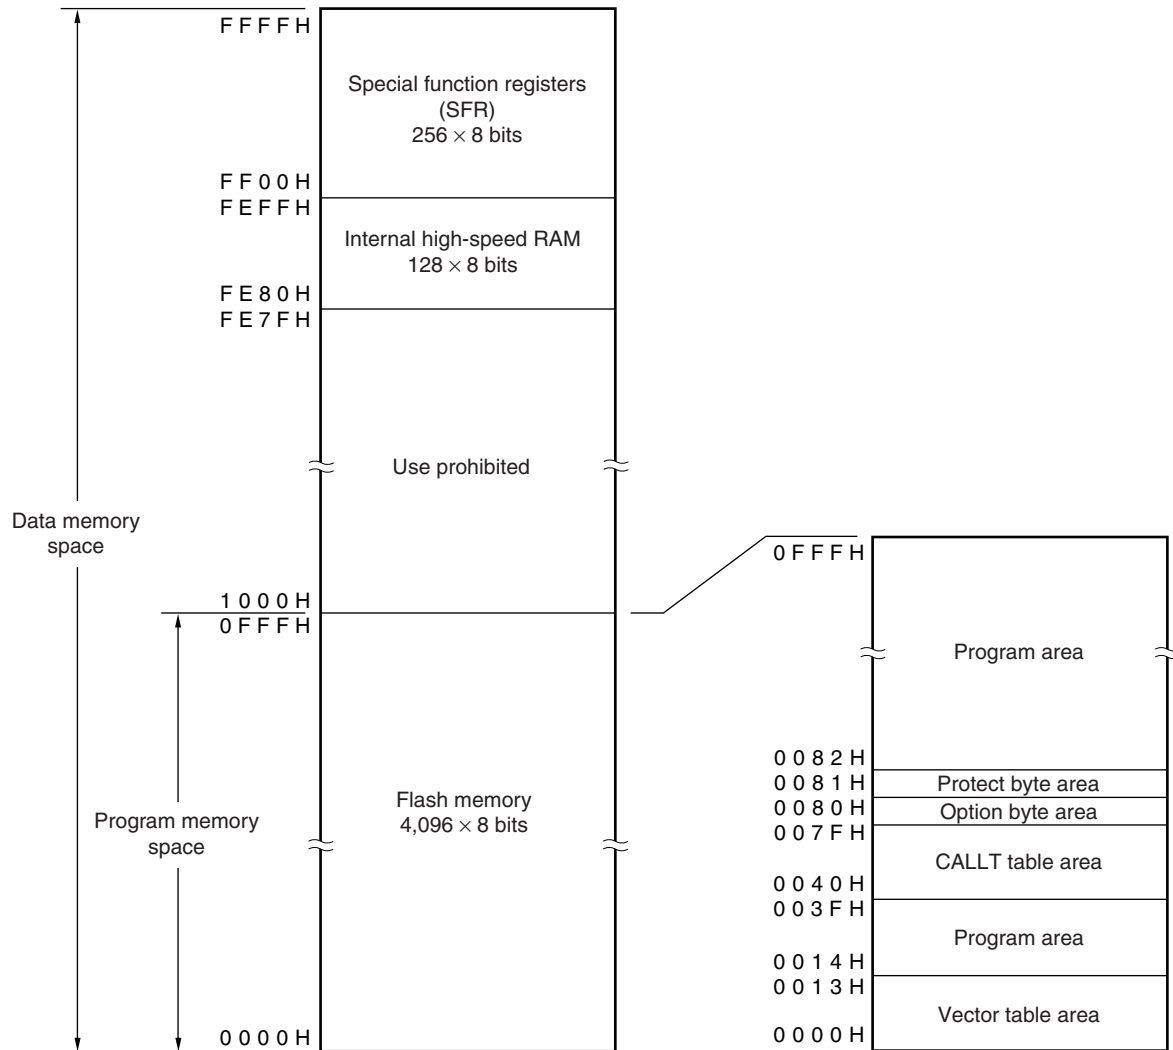 FFFFH
Special function registers
(SFR)
256 × 8 bits
FF00H
FEFFH
Internal high-speed RAM
128 × 8 bits
FE80H
FE7FH
Use prohibited
Data memory
space
1000H
0FFFH
Program memory
space
Flash memory
4,096 × 8 bits
0000H
0FFFH
Program area
0082H
0081H
Protect byte area
0080H
Option byte area
007FH
CALLT table area
0040H
003FH
Program area
0014H
0013H
Vector table area
0000H